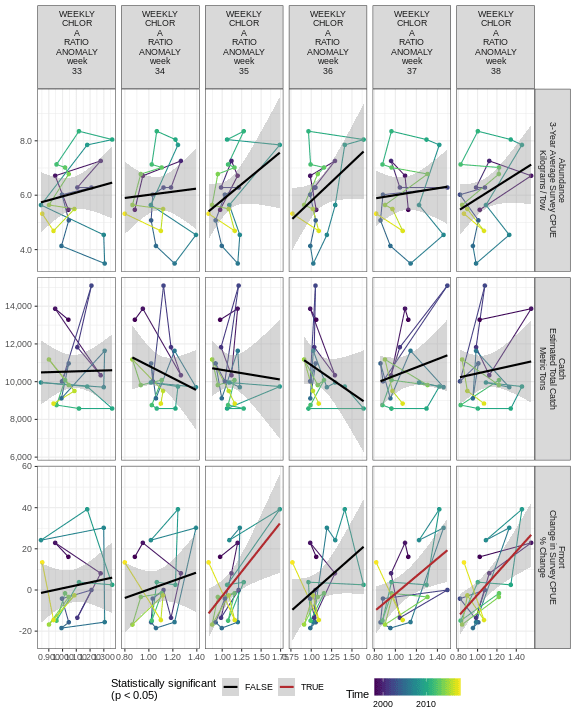 WEEKLY
CHLOR
A
RATIO
ANOMALY
week
33
WEEKLY
CHLOR
A
RATIO
ANOMALY
week
34
WEEKLY
CHLOR
A
RATIO
ANOMALY
week
35
WEEKLY
CHLOR
A
RATIO
ANOMALY
week
36
WEEKLY
CHLOR
A
RATIO
ANOMALY
week
37
WEEKLY
CHLOR
A
RATIO
ANOMALY
week
38
Abundance
3-Year Average Survey CPUE
Kilograms / Tow
8.0
6.0
4.0
Catch
Estimated Total Catch
Metric Tons
14,000
12,000
10,000
8,000
6,000
Fmort
Change in Survey CPUE
% Change
60
40
20
0
-20
0.80 1.00 1.20 1.40
1.00 1.25 1.50 1.75
1.00 1.25 1.50
0.80 1.00 1.20 1.40
0.80 1.00 1.20 1.40
Statistically significant
(p < 0.05)
FALSE
TRUE
Time
2000 2010